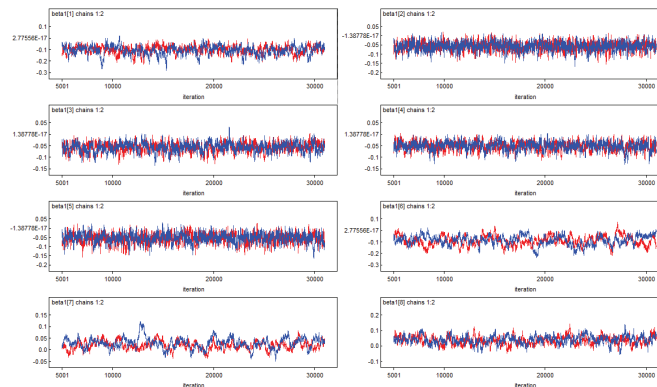 beta1[1] chains 1:2
0.1
2.77556E-17
-0.1
-0.2
-0.3
5001 10000 20000 30000
iteration
beta1[2] chains 1:2
0.05
-1.38778E-17
-0.05
-0.1
-0.15
-0.2
5001 10000 20000 30000
iteration
beta1[3] chains 1:2
0.05
1.38778E-17
-0.05
-0.1
-0.15
5001 10000 20000 30000
iteration
beta1[4] chains 1:2
0.05
1.38778E-17
-0.05
-0.1
-0.15
5001 10000 20000 30000
iteration
beta1[5] chains 1:2
0.05
-1.38778E-17
-0.05
-0.1
-0.15
-0.2
5001 10000 20000 30000
iteration
beta1[6] chains 1:2
0.1
2.77556E-17
-0.1
-0.2
-0.3
5001 10000 20000 30000
iteration
beta1[7] chains 1:2
0.15
0.1
0.05
0.0
-0.05
5001 10000 20000 30000
iteration
beta1[8] chains 1:2
0.2
0.1
0.0
-0.1
5001 10000 20000 30000
iteration